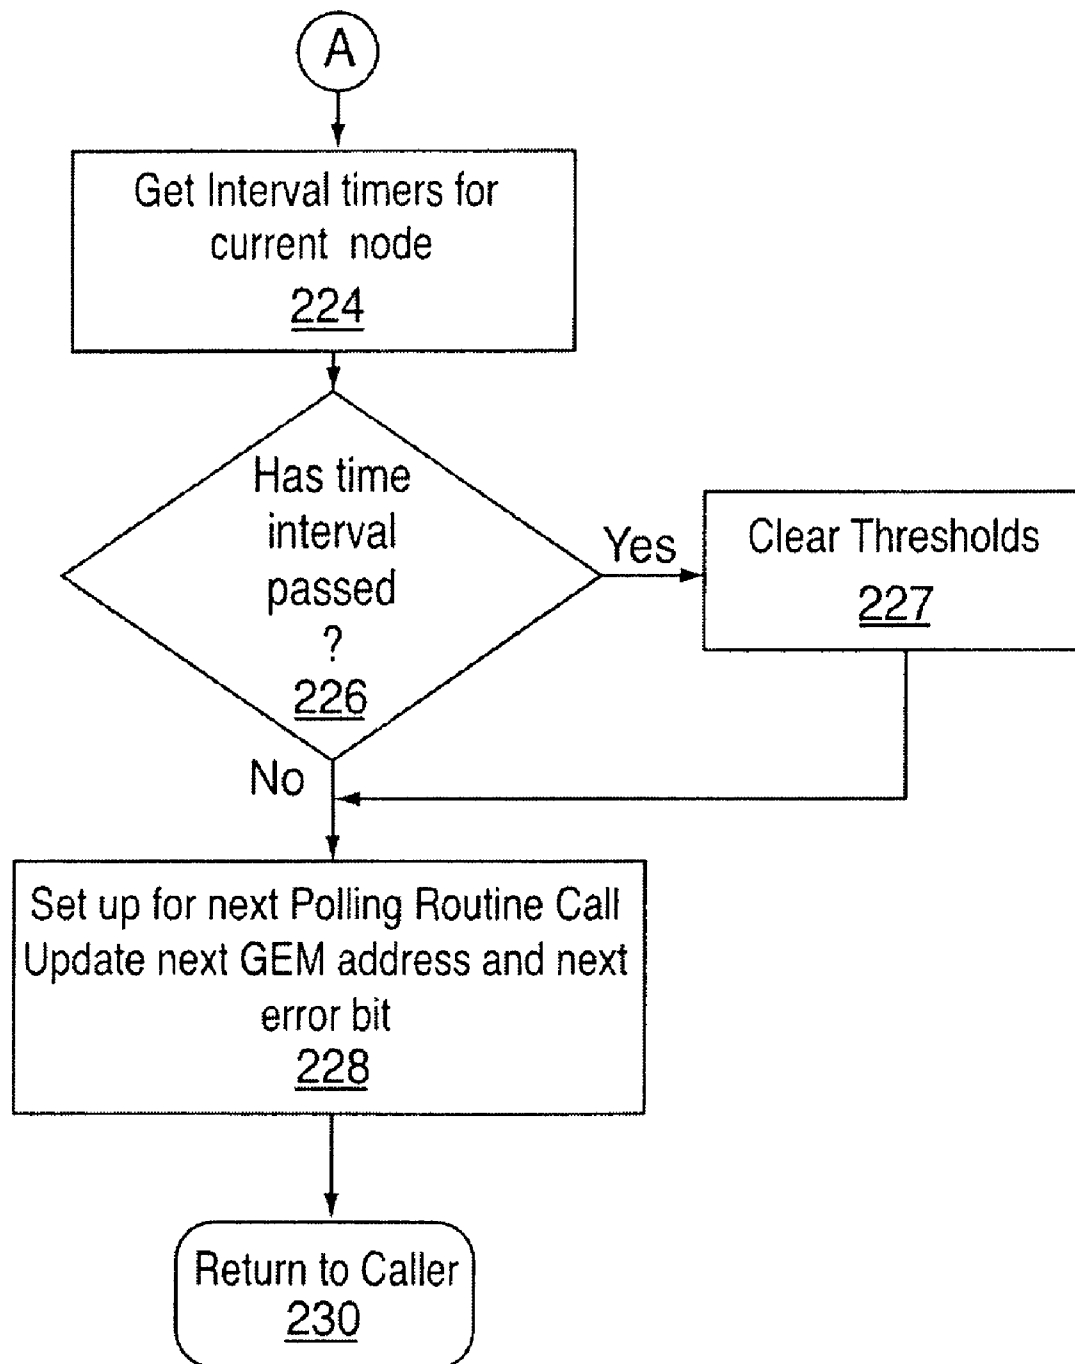 A
Get Interval timers for
current node
224
Has time
interval
passed
?
226
Yes
Clear Thresholds
227
No
Set up for next Polling Routine Call
Update next GEM address and next
error bit
228
Return to Caller
230